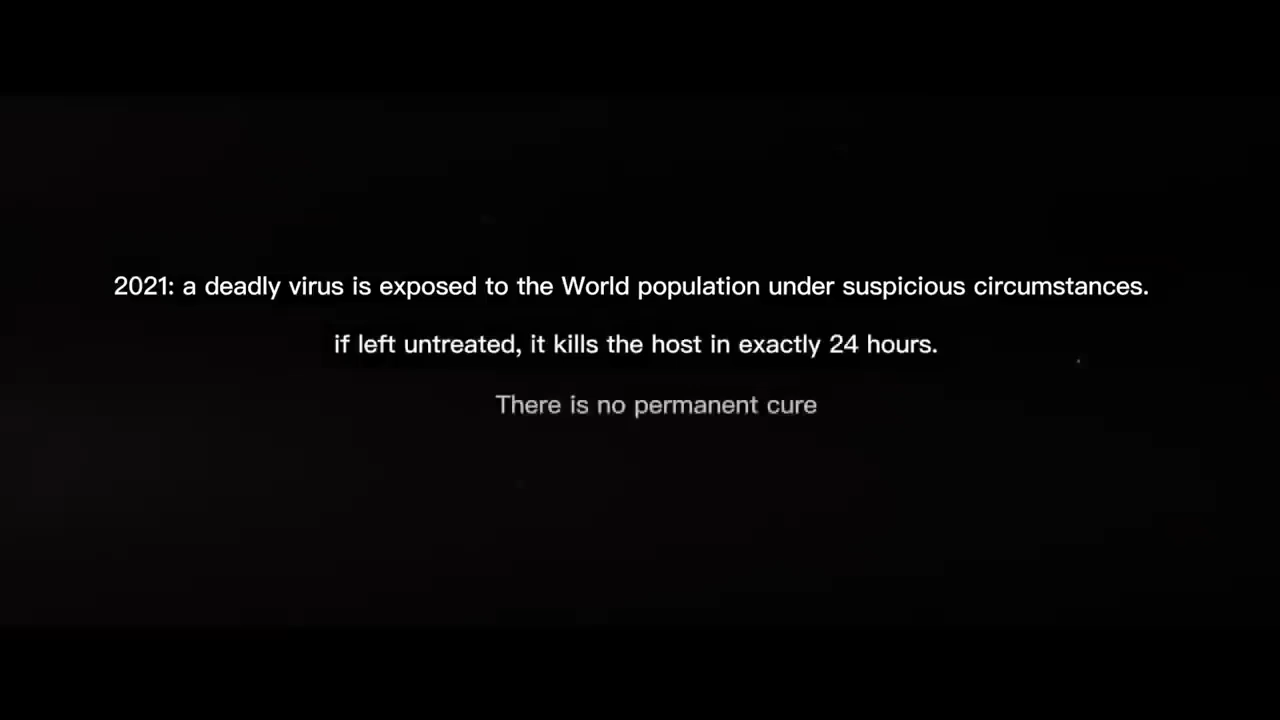 2021: a deadly virus is exposed to the World population under suspicious circumstances.
if left untreated, it kills the host in exactly 24 hours.
There is no permanent cure